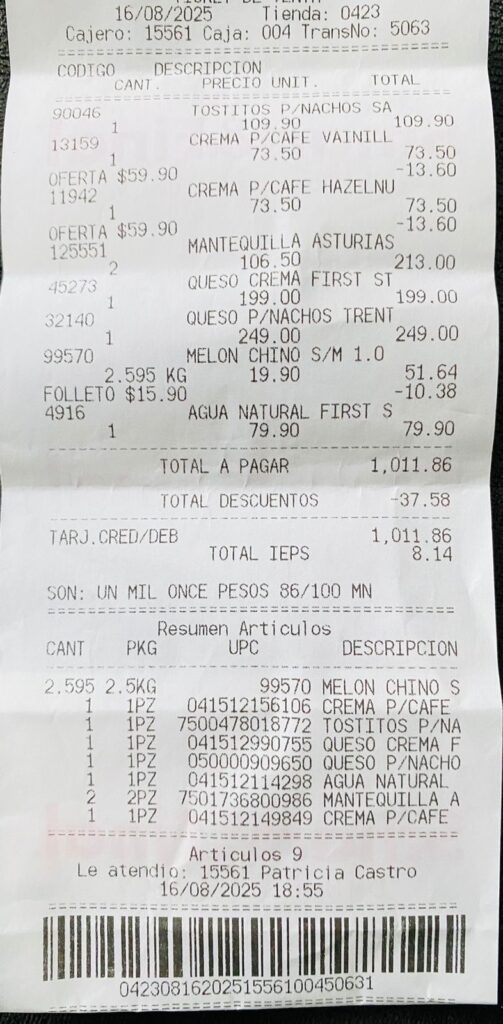 TICKET DE VENTA
16/08/2025 Tienda: 0423
Cajero: 15561 Caja: 004 TransNo: 5063
CODIGO DESCRIPCION
CANT. PRECIO UNIT. TOTAL
90046 TOSTITOS P/NACHOS SA
1 109.90 109.90
13159 CREMA P/CAFE VAINILL
1 73.50 73.50
OFERTA $59.90 -13.60
11942 CREMA P/CAFE HAZELNU
1 73.50 73.50
OFERTA $59.90 -13.60
125551 MANTEQUILLA ASTURIAS
2 106.50 213.00
45273 QUESO CREMA FIRST ST
1 199.00 199.00
32140 QUESO P/NACHOS TRENT
1 249.00 249.00
99570 MELON CHINO S/M 1.0
2.595 KG 19.90 51.64
FOLLETO $15.90 -10.38
4916 AGUA NATURAL FIRST S
1 79.90 79.90
TOTAL A PAGAR 1,011.86
TOTAL DESCUENTOS -37.58
TARJ.CRED/DEB 1,011.86
TOTAL IEPS 8.14
SON: UN MIL ONCE PESOS 86/100 MN
Resumen Articulos
CANT PKG UPC DESCRIPCION
2.595 2.5KG 99570 MELON CHINO S
1 1PZ 041512156106 CREMA P/CAFE
1 1PZ 7500478018772 TOSTITOS P/NA
1 1PZ 041512990755 QUESO CREMA F
1 1PZ 050000909650 QUESO P/NACHO
1 1PZ 041512114298 AGUA NATURAL
2 2PZ 7501736800986 MANTEQUILLA A
1 1PZ 041512149849 CREMA P/CAFE
Articulos 9
Le atendio: 15561 Patricia Castro
16/08/2025 18:55
04230816202515561004506​31